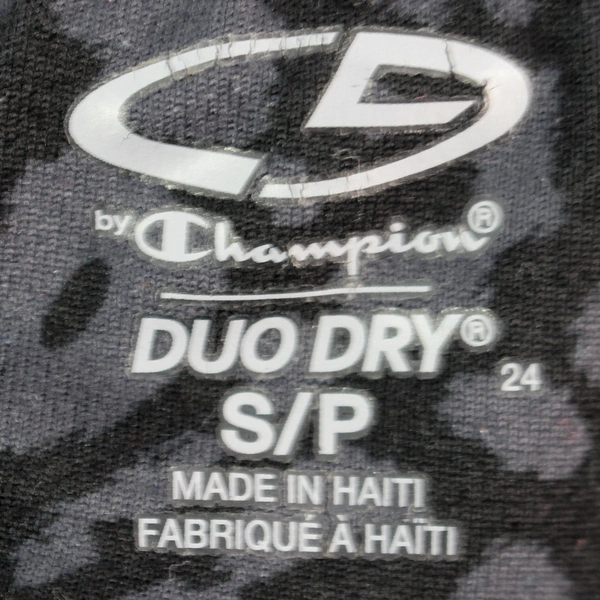 by Champion®
DUO DRY®
24
S/P
MADE IN HAITI
FABRIQUÉ À HAÏTI